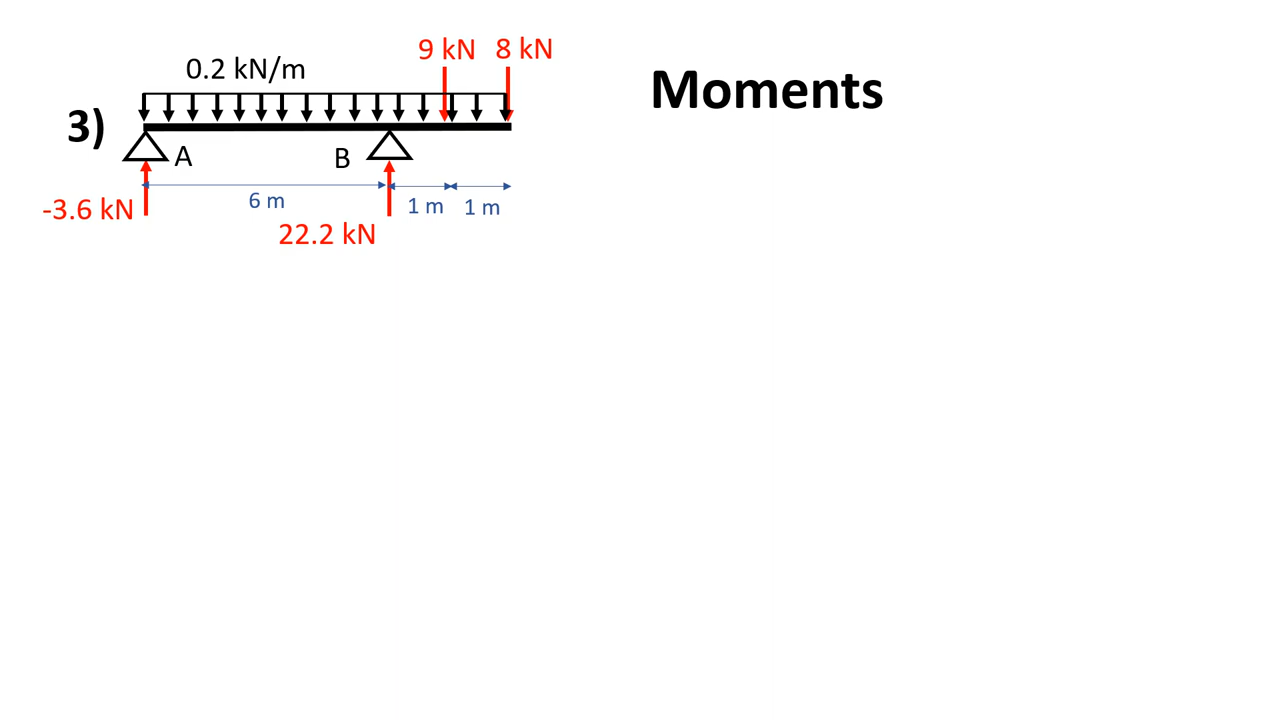 9 kN 8 kN
0.2 kN/m
Moments
3)
A
B
6 m
1 m 1 m
-3.6 kN
22.2 kN